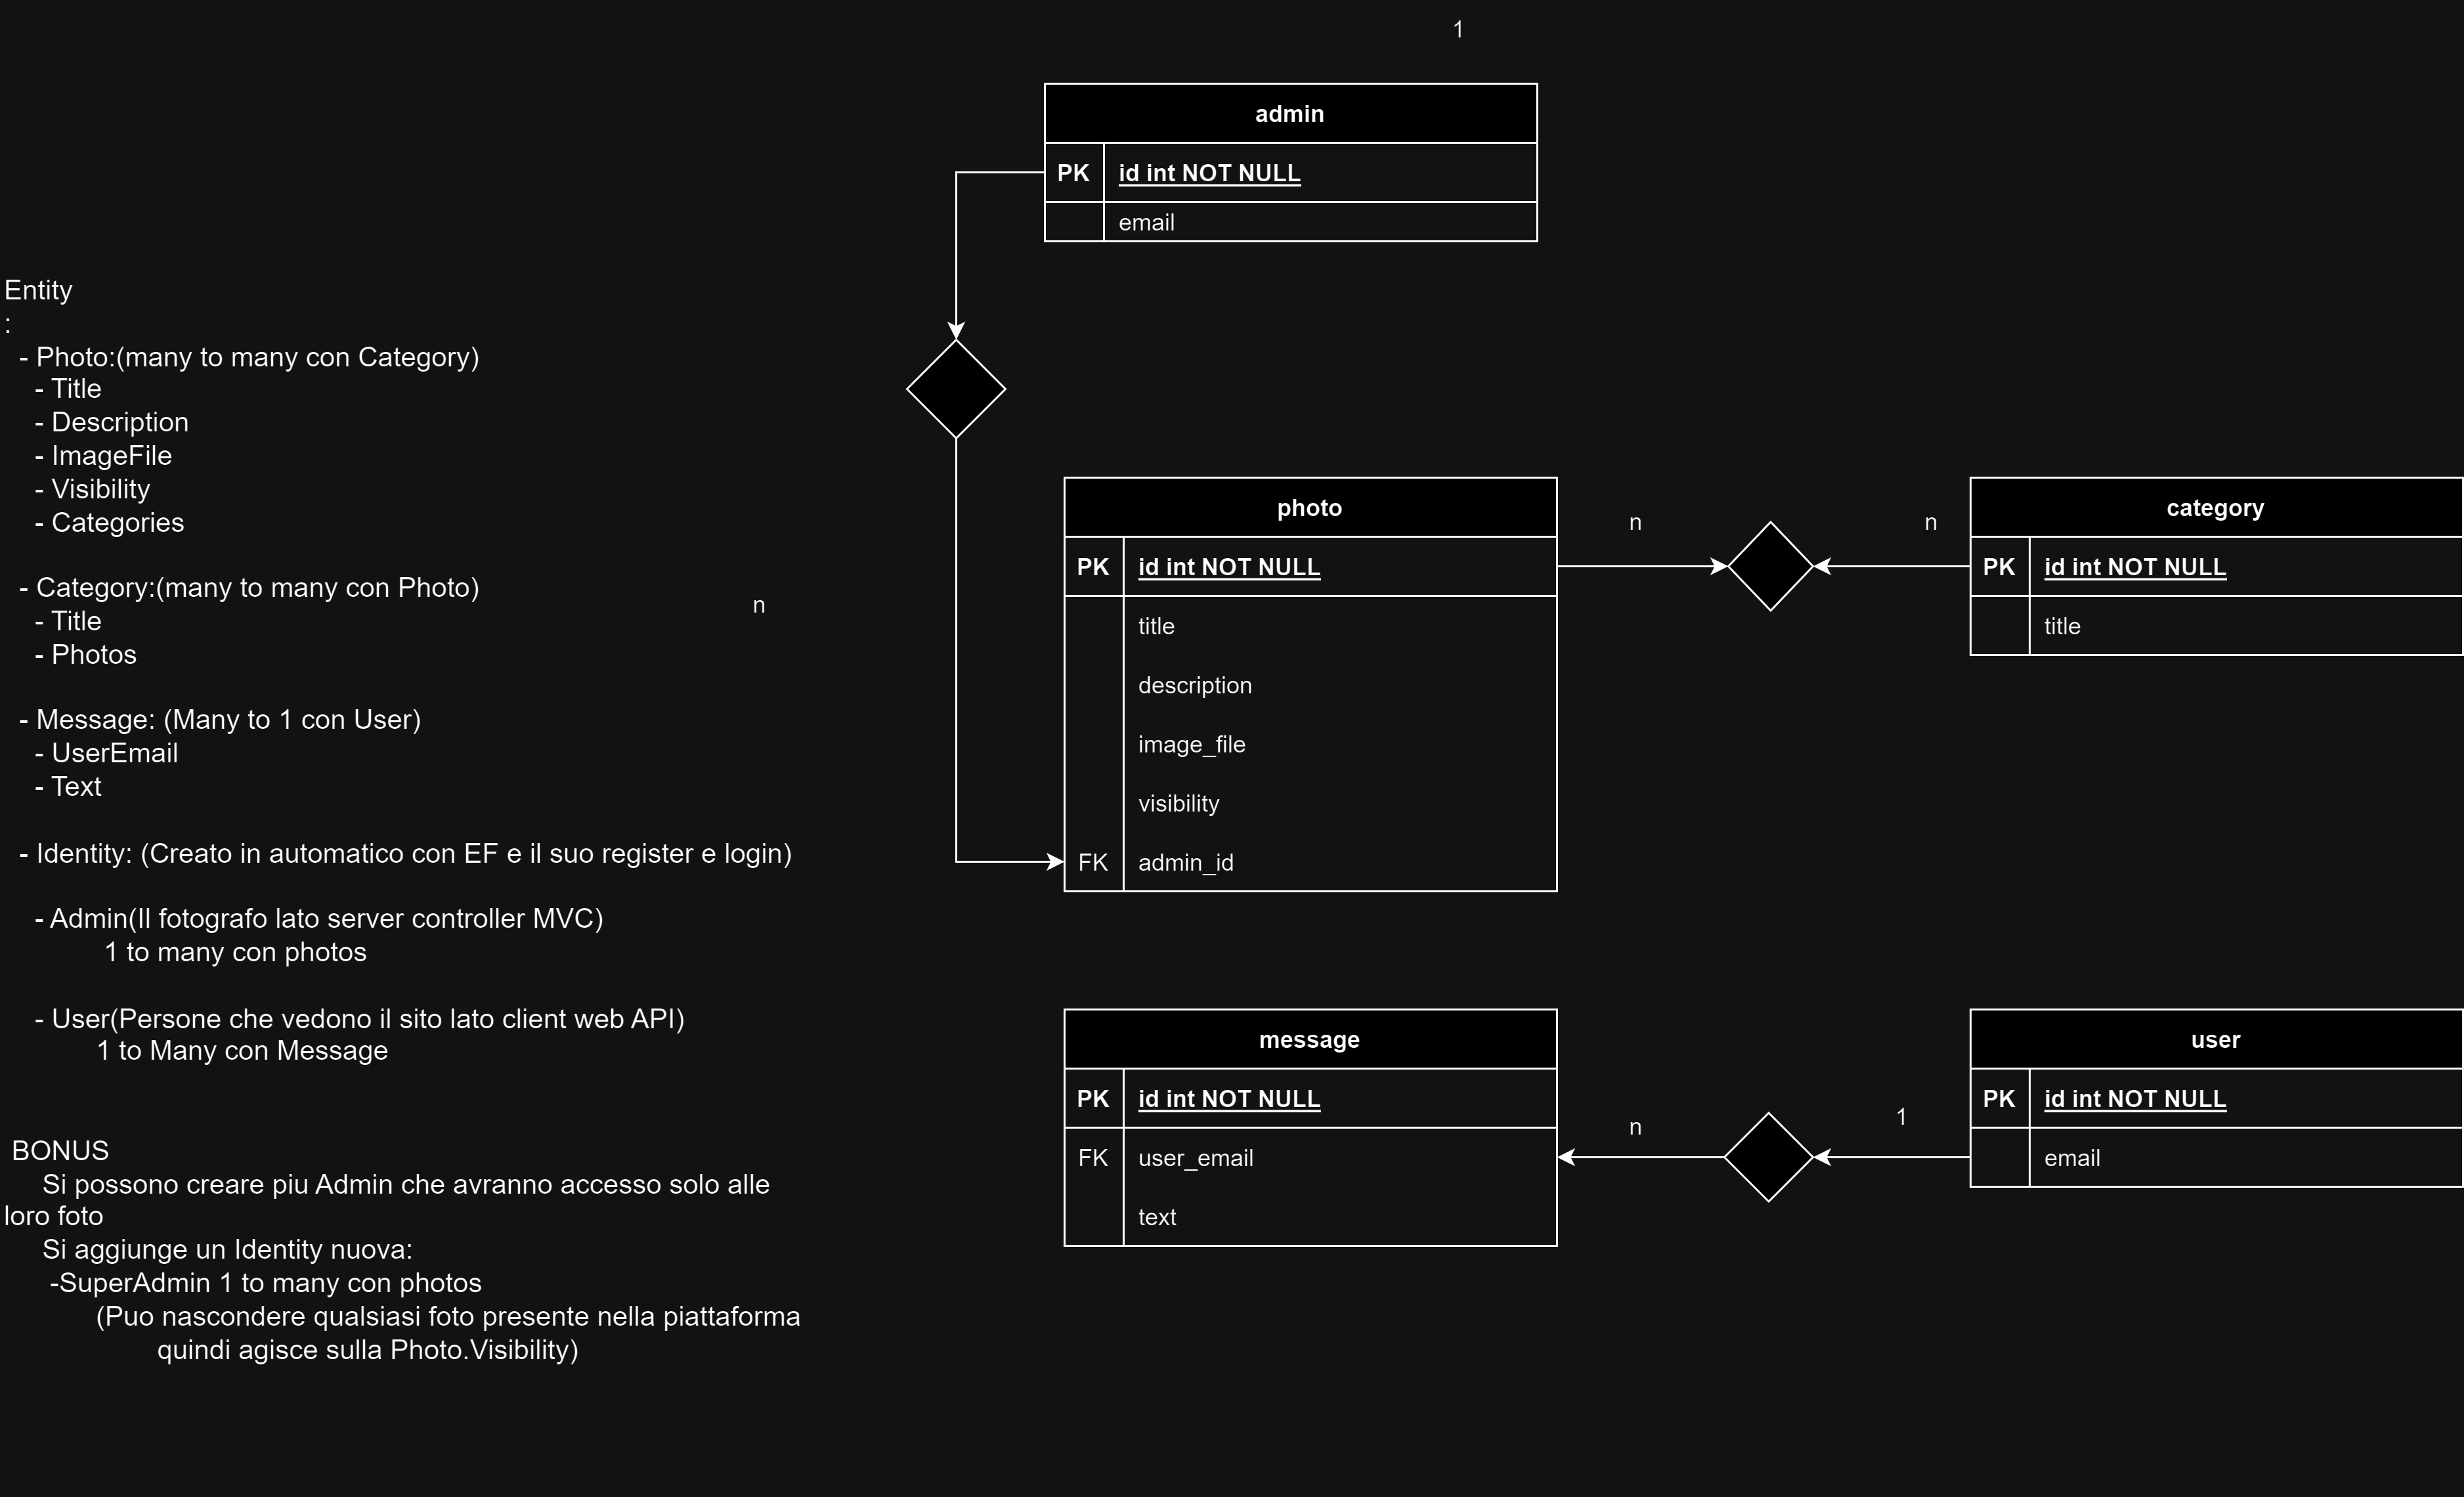 Entity
:
- Photo:(many to many con Category)
- Title
- Description
- ImageFile
- Visibility
- Categories
- Category:(many to many con Photo)
- Title
- Photos
- Message: (Many to 1 con User)
- UserEmail
- Text
- Identity: (Creato in automatico con EF e il suo register e login)
- Admin(Il fotografo lato server controller MVC)
1 to many con photos
- User(Persone che vedono il sito lato client web API)
1 to Many con Message
BONUS
Si possono creare piu Admin che avranno accesso solo alle
loro foto
Si aggiunge un Identity nuova:
-SuperAdmin 1 to many con photos
(Puo nascondere qualsiasi foto presente nella piattaforma
quindi agisce sulla Photo.Visibility)
1
admin
PK id int NOT NULL
email
n
photo
PK id int NOT NULL
title
description
image_file
visibility
FK admin_id
n
n
category
PK id int NOT NULL
title
message
PK id int NOT NULL
FK user_email
text
n
1
user
PK id int NOT NULL
email